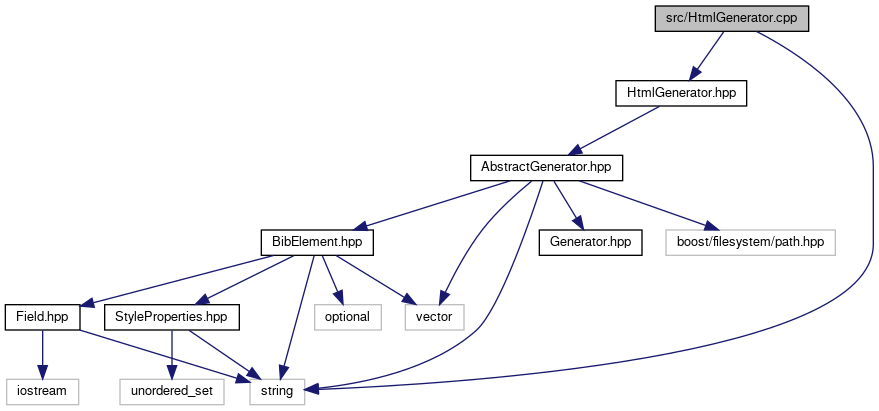 src/HtmlGenerator.cpp
HtmlGenerator.hpp
AbstractGenerator.hpp
BibElement.hpp
Generator.hpp
boost/filesystem/path.hpp
Field.hpp
StyleProperties.hpp
optional
vector
iostream
unordered_set
string